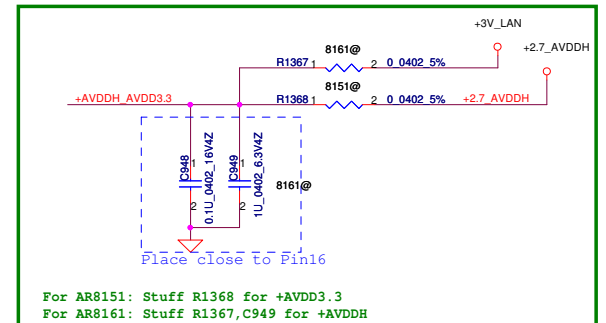 +3V_LAN
+2.7_AVDDH
8161@
R1367 1 2 0_0402_5%
8151@
+AVDDH_AVDD3.3
R1368 1 2 0_0402_5% +2.7_AVDDH
C948 1 2 0.1U_0402_16V4Z
C949 1 2 1U_0402_6.3V4Z
8161@
Place close to Pin16
For AR8151: Stuff R1368 for +AVDD3.3
For AR8161: Stuff R1367,C949 for +AVDDH